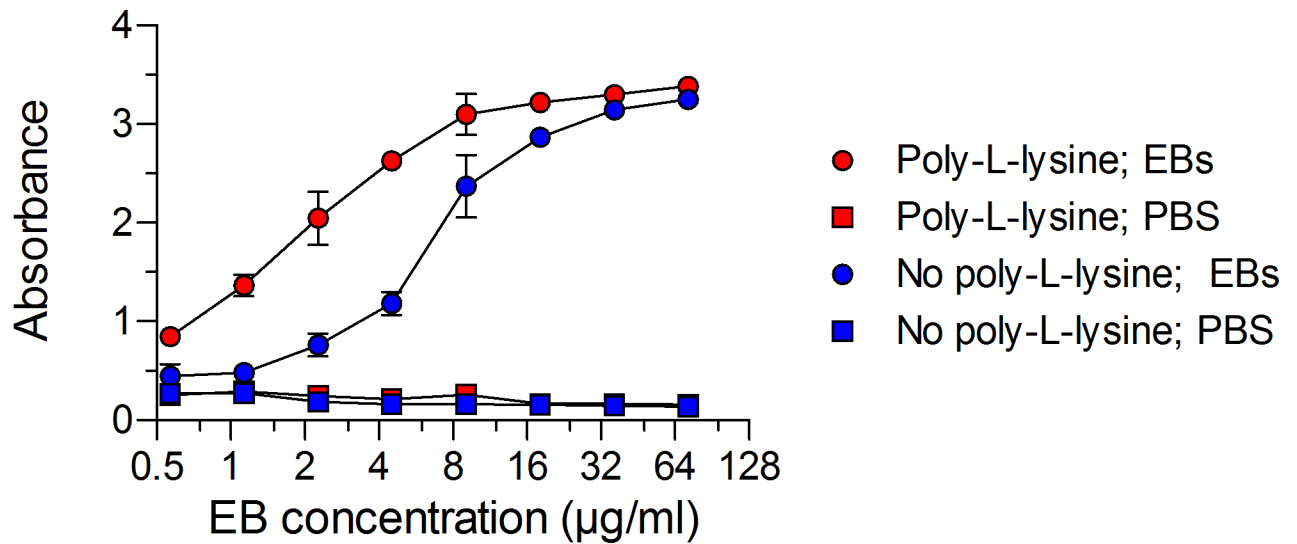 4
3
2
1
0
Absorbance
0.5 1 2 4 8 16 32 64 128
EB concentration (µg/ml)
Poly-L-lysine; EBs
Poly-L-lysine; PBS
No poly-L-lysine; EBs
No poly-L-lysine; PBS